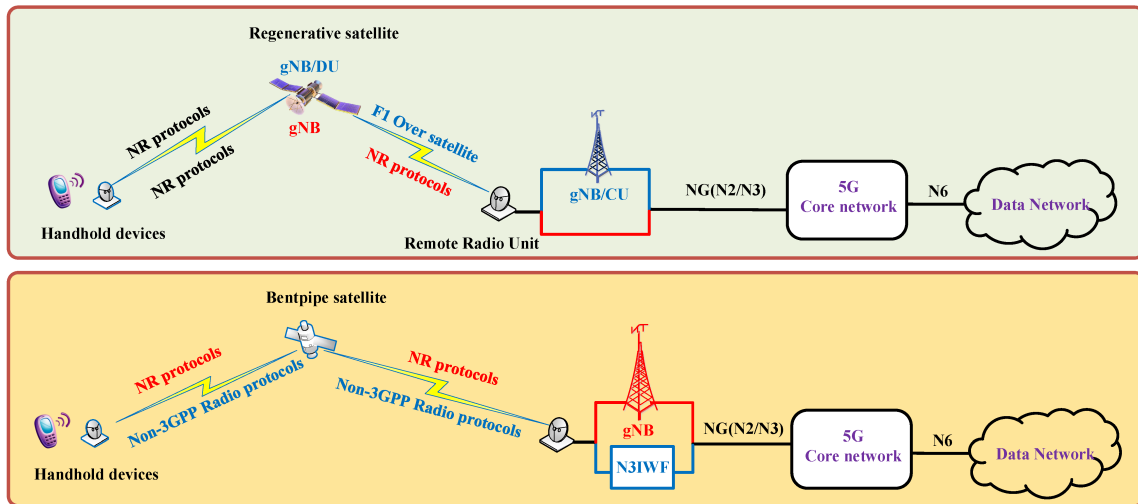 Regenerative satellite
gNB/DU
gNB
NR protocols
NR protocols
F1 Over satellite
NR protocols
Handhold devices
Remote Radio Unit
gNB/CU
NG(N2/N3)
5G
Core network
N6
Data Network
Bentpipe satellite
NR protocols
Non-3GPP Radio protocols
NR protocols
Non-3GPP Radio protocols
Handhold devices
gNB
N3IWF
NG(N2/N3)
5G
Core network
N6
Data Network